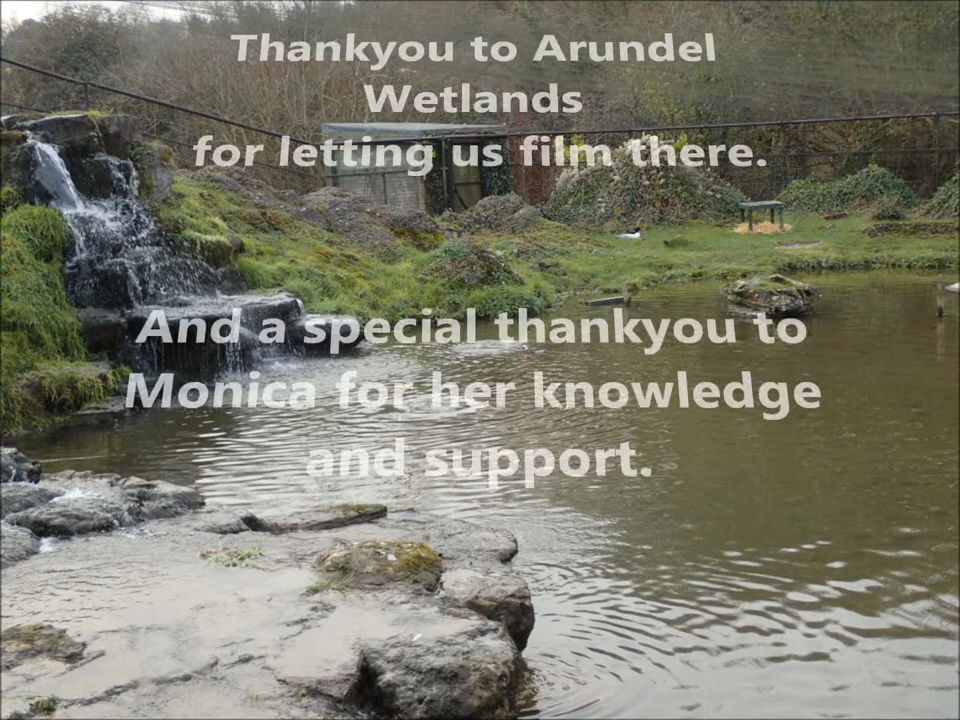 Thankyou to Arundel
Wetlands
for letting us film there.
And a special thankyou to
Monica for her knowledge
and support.